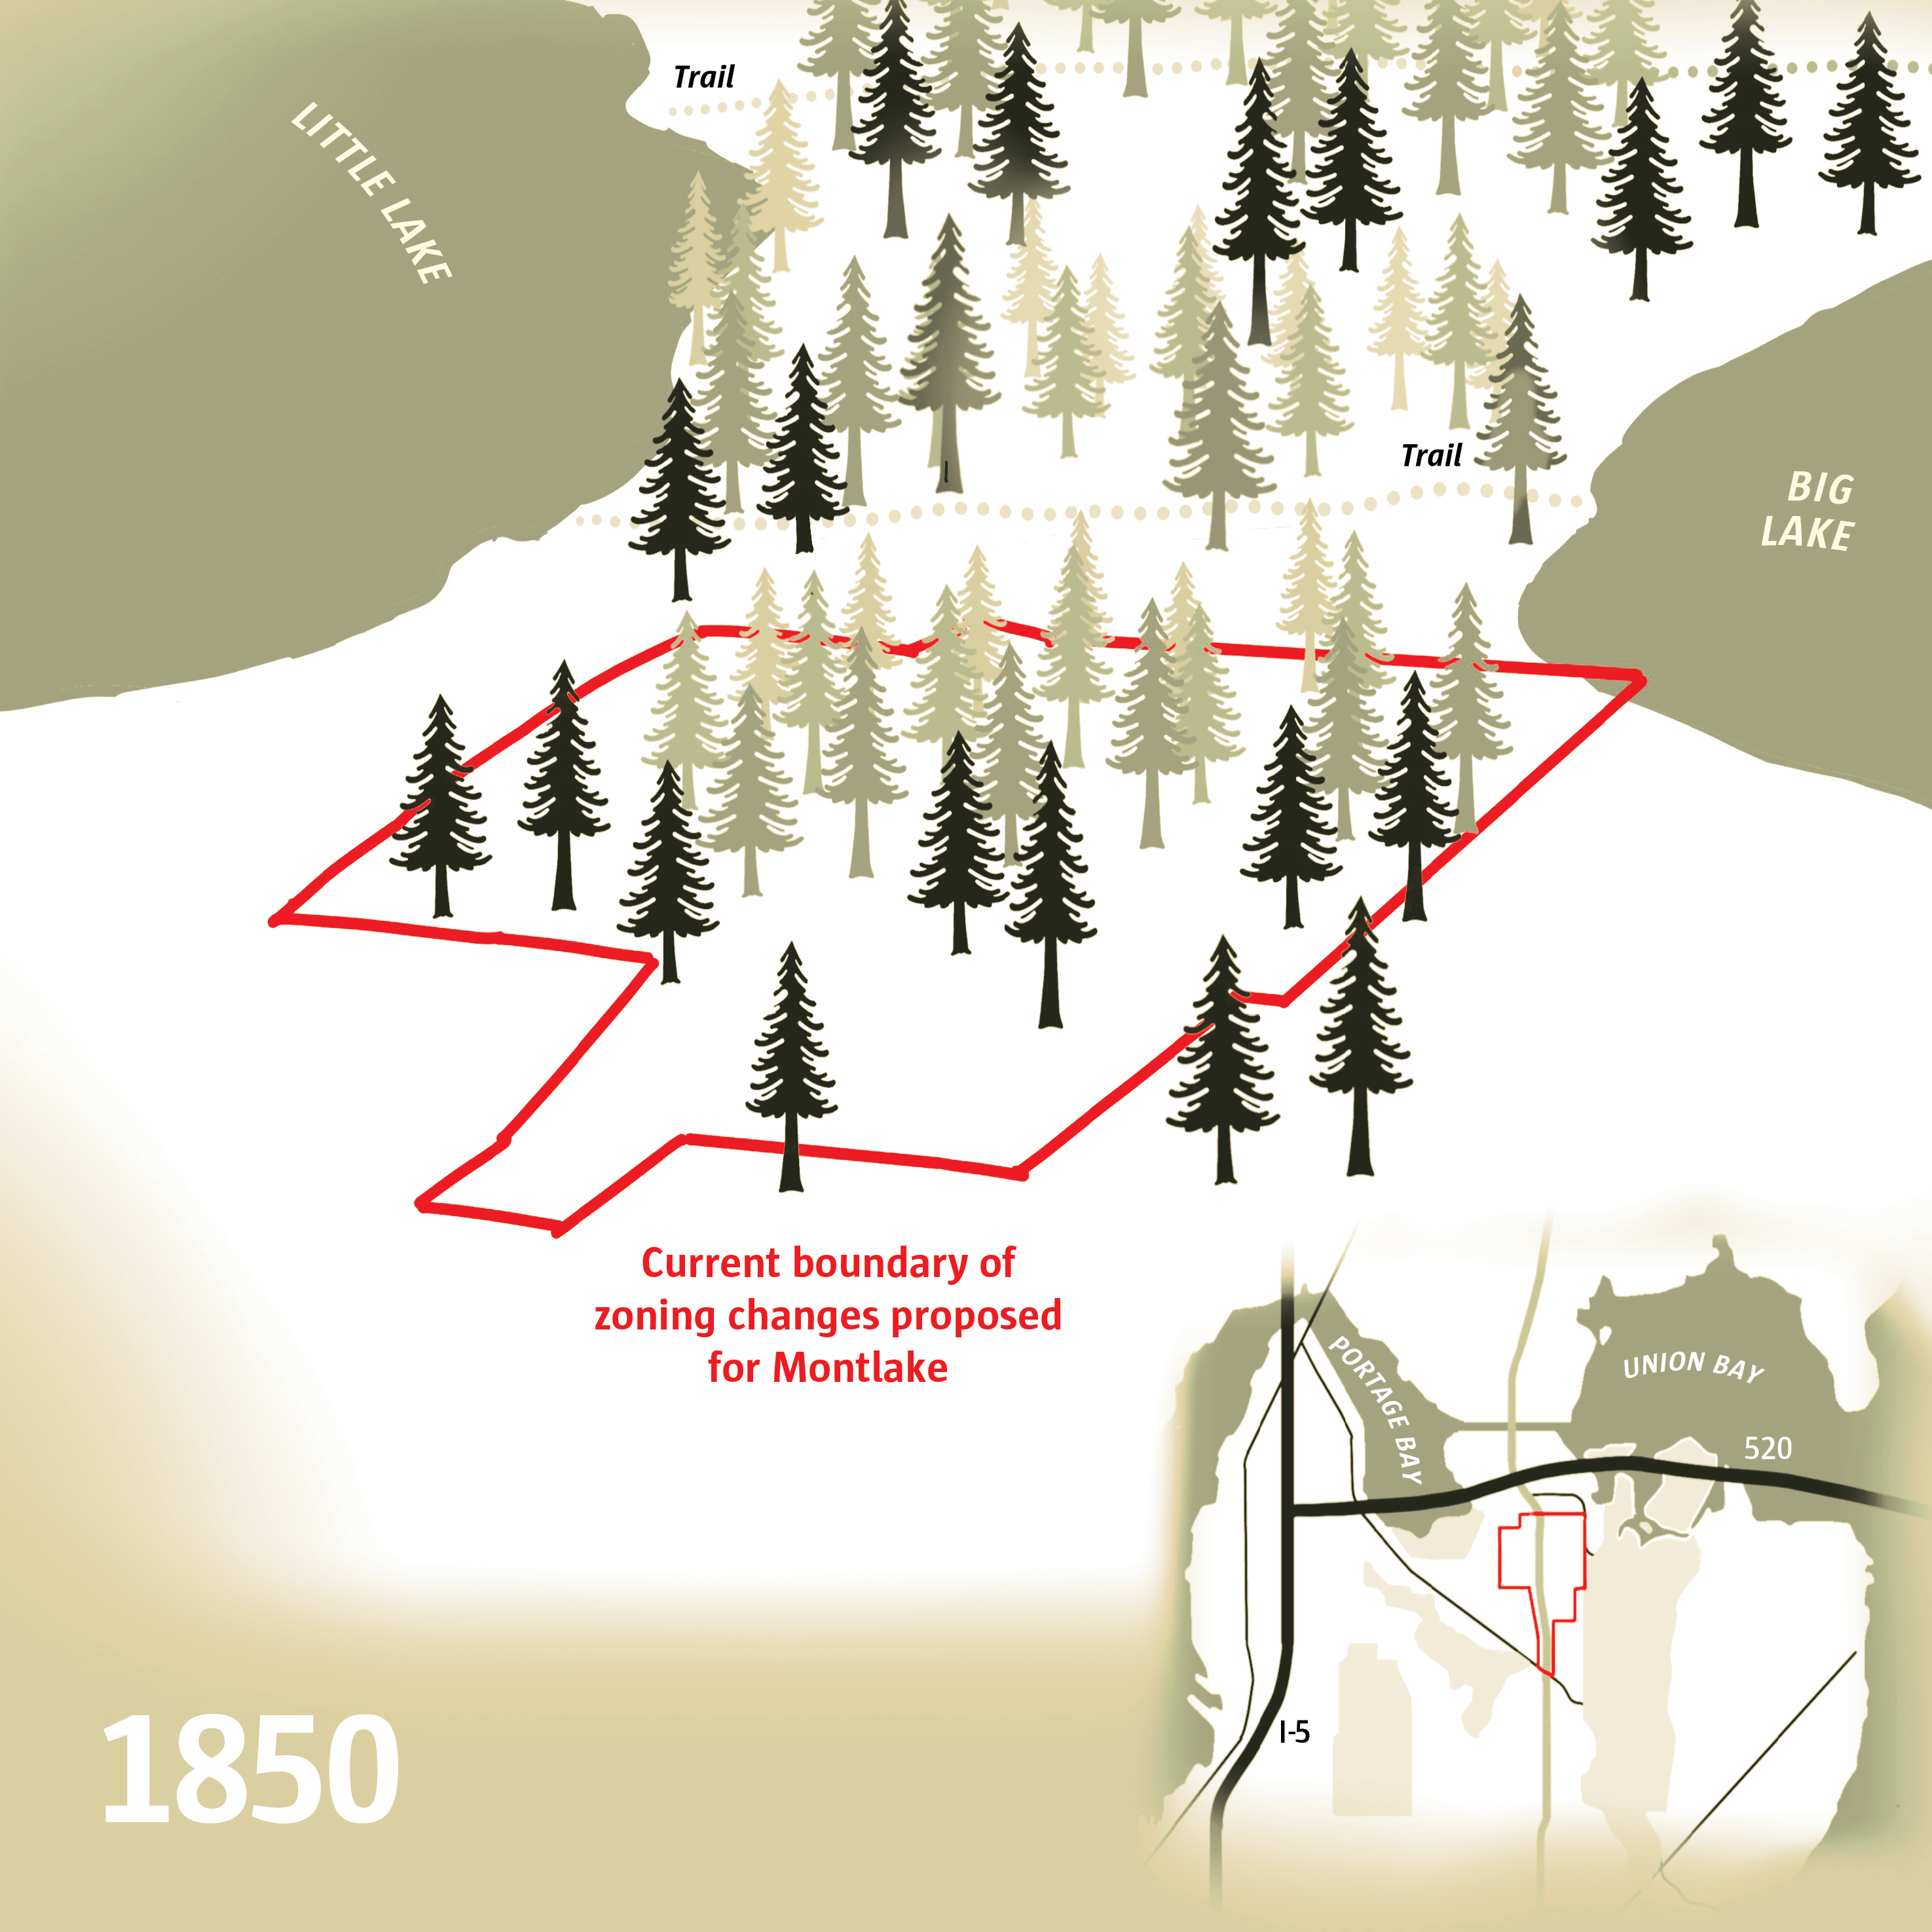 Trail
LITTLE LAKE
Trail
BIG
LAKE
Current boundary of
zoning changes proposed
for Montlake
PORTAGE BAY
UNION BAY
520
I-5
1850